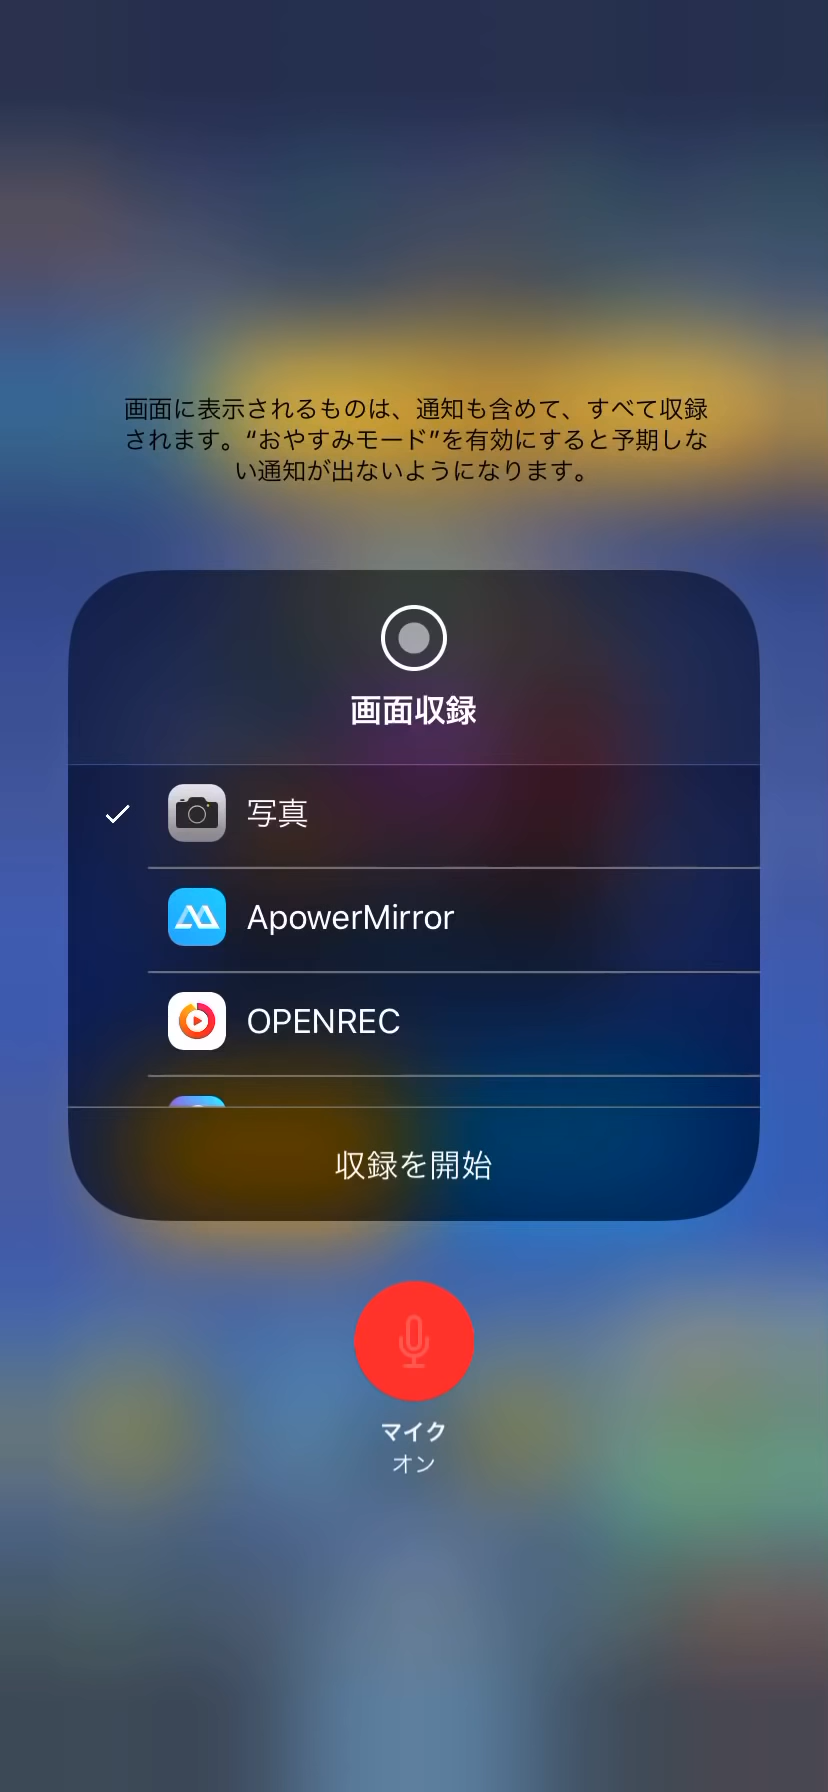 画面に表示されるものは、通知も含めて、すべて収録
されます。“おやすみモード”を有効にすると予期しな
い通知が出ないようになります。
画面収録
写真
ApowerMirror
OPENREC
収録を開始
マイク
オン